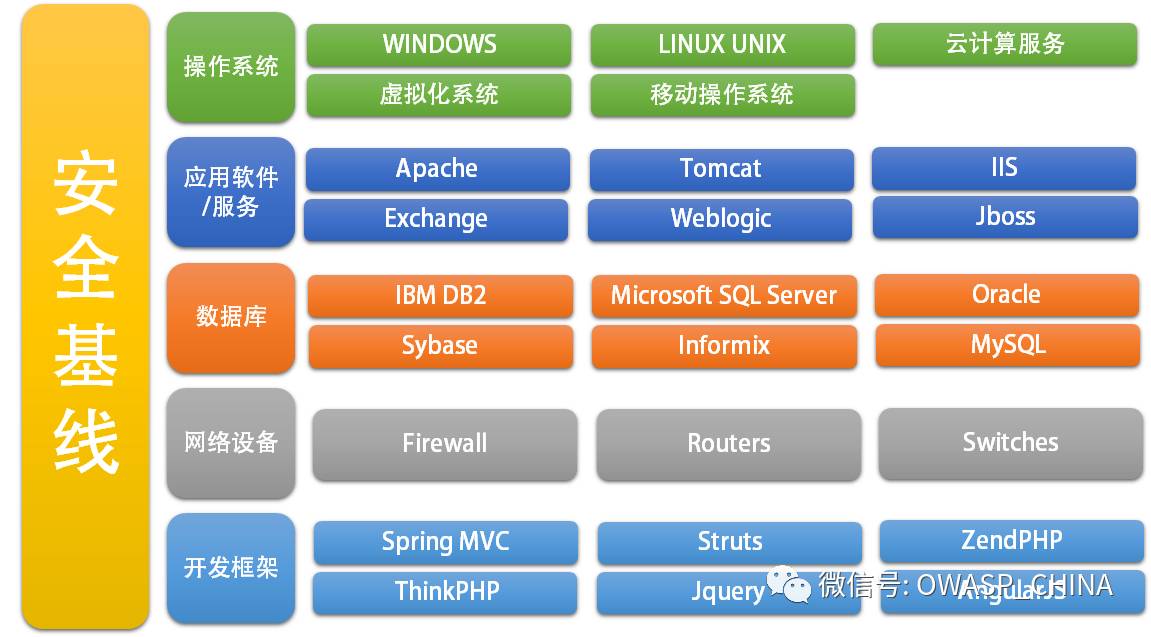 安全基线
操作系统
WINDOWS
LINUX UNIX
云计算服务
虚拟化系统
移动操作系统
应用软件
/服务
Apache
Tomcat
IIS
Exchange
Weblogic
Jboss
数据库
IBM DB2
Microsoft SQL Server
Oracle
Sybase
Informix
MySQL
网络设备
Firewall
Routers
Switches
开发框架
Spring MVC
Struts
ZendPHP
ThinkPHP
Jquery
AngularJS
微信号: OWASP_CHINA